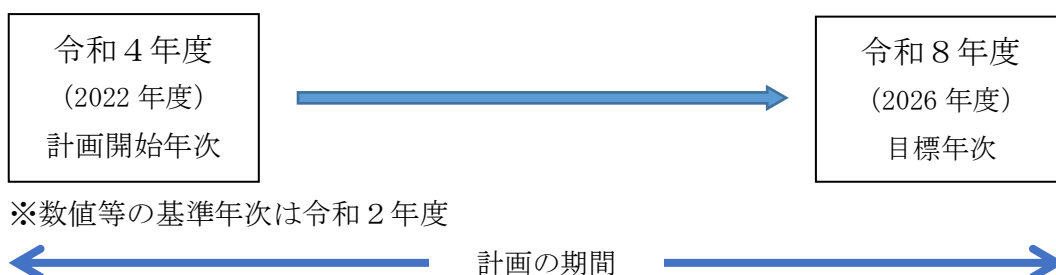 令和４年度
（2022 年度）
計画開始年次
令和８年度
（2026 年度）
目標年次
※数値等の基準年次は令和２年度
計画の期間